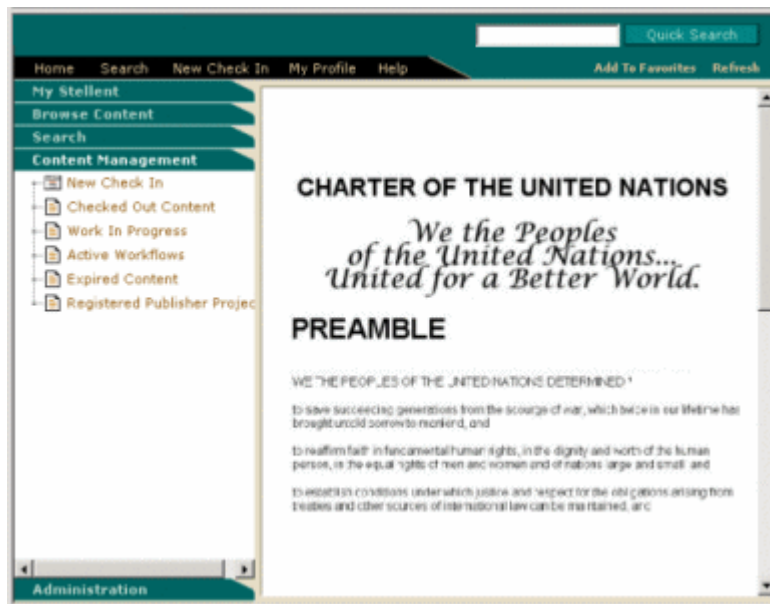 Quick Search
Home Search New Check In My Profile Help Add To Favorites Refresh
My Stellent
Browse Content
Search
Content Management
New Check In
Checked Out Content
Work In Progress
Active Workflows
Expired Content
Registered Publisher Projec
Administration
CHARTER OF THE UNITED NATIONS
We the Peoples
of the United Nations...
United for a Better World.
PREAMBLE
WE THE PEOPLES OF THE UNITED NATIONS DETERMINED
to save succeeding generations from the scourge of war, which twice in our lifetime has
brought untold sorrow to mankind, and
to reaffirm faith in fundamental human rights, in the dignity and worth of the human
person, in the equal rights of men and women and of nations large and small and
to establish conditions under which justice and respect for the obligations arising from
treaties and other sources of international law can be maintained, and